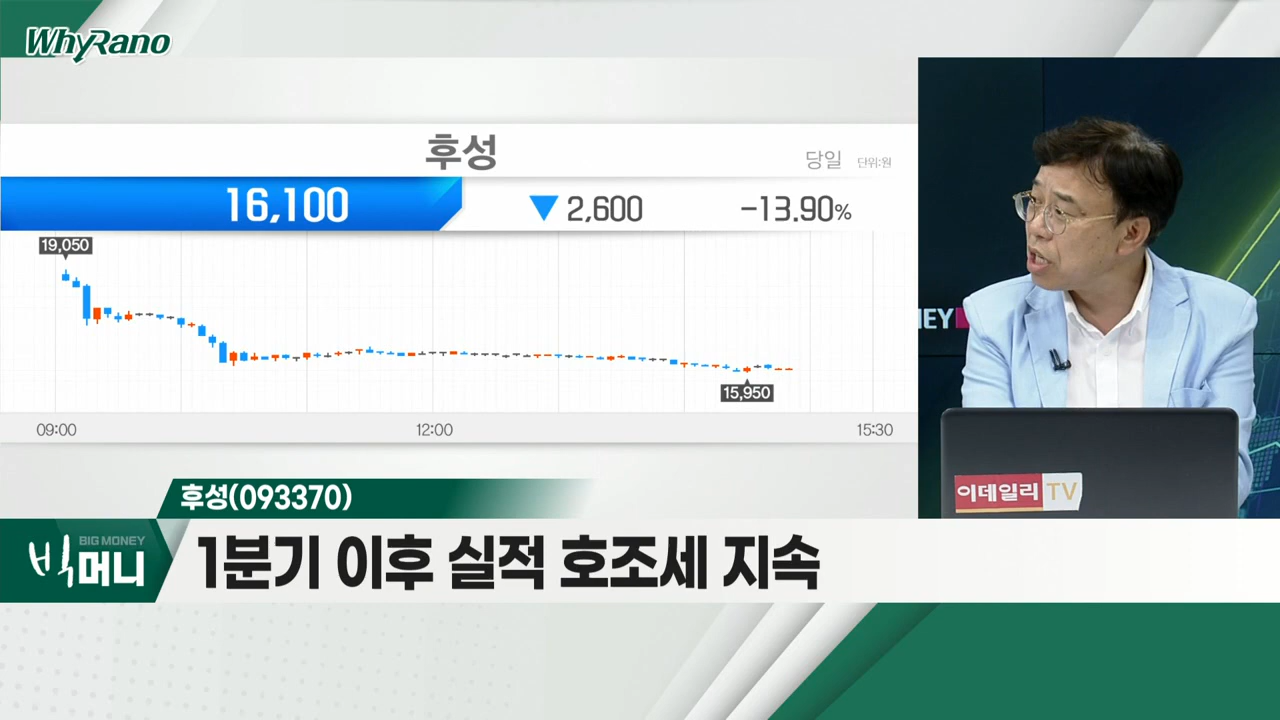 WhyRano
후성
당일 단위:원
16,100 ▼ 2,600 -13.90%
19,050
15,950
09:00 12:00 15:30
NEY
이데일리 TV
후성(093370)
BIG MONEY
빅머니
1분기 이후 실적 호조세 지속